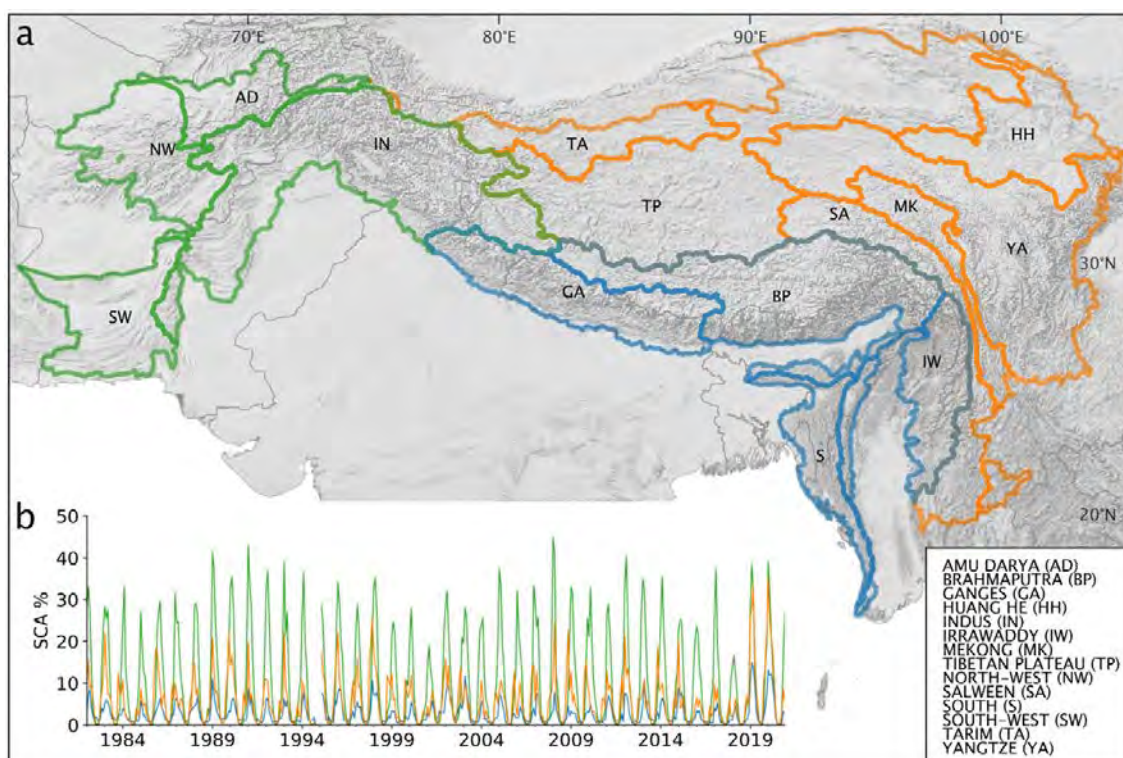 a
70°E
80°E
90°E
100°E
AD
NW
IN
TA
HH
TP
SA
MK
YA
30°N
SW
GA
BP
IW
S
20°N
b
50
40
30
20
10
0
SCA %
1984
1989
1994
1999
2004
2009
2014
2019
AMU DARYA (AD)
BRAHMAPUTRA (BP)
GANGES (GA)
HUANG HE (HH)
INDUS (IN)
IRRAWADDY (IW)
MEKONG (MK)
TIBETAN PLATEAU (TP)
NORTH-WEST (NW)
SALWEEN (SA)
SOUTH (S)
SOUTH-WEST (SW)
TARIM (TA)
YANGTZE (YA)